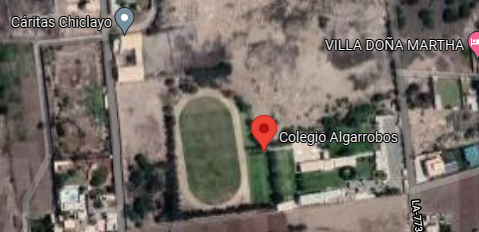 Cáritas Chiclayo
VILLA DOÑA MARTHA
Colegio Algarrobos
LA-773